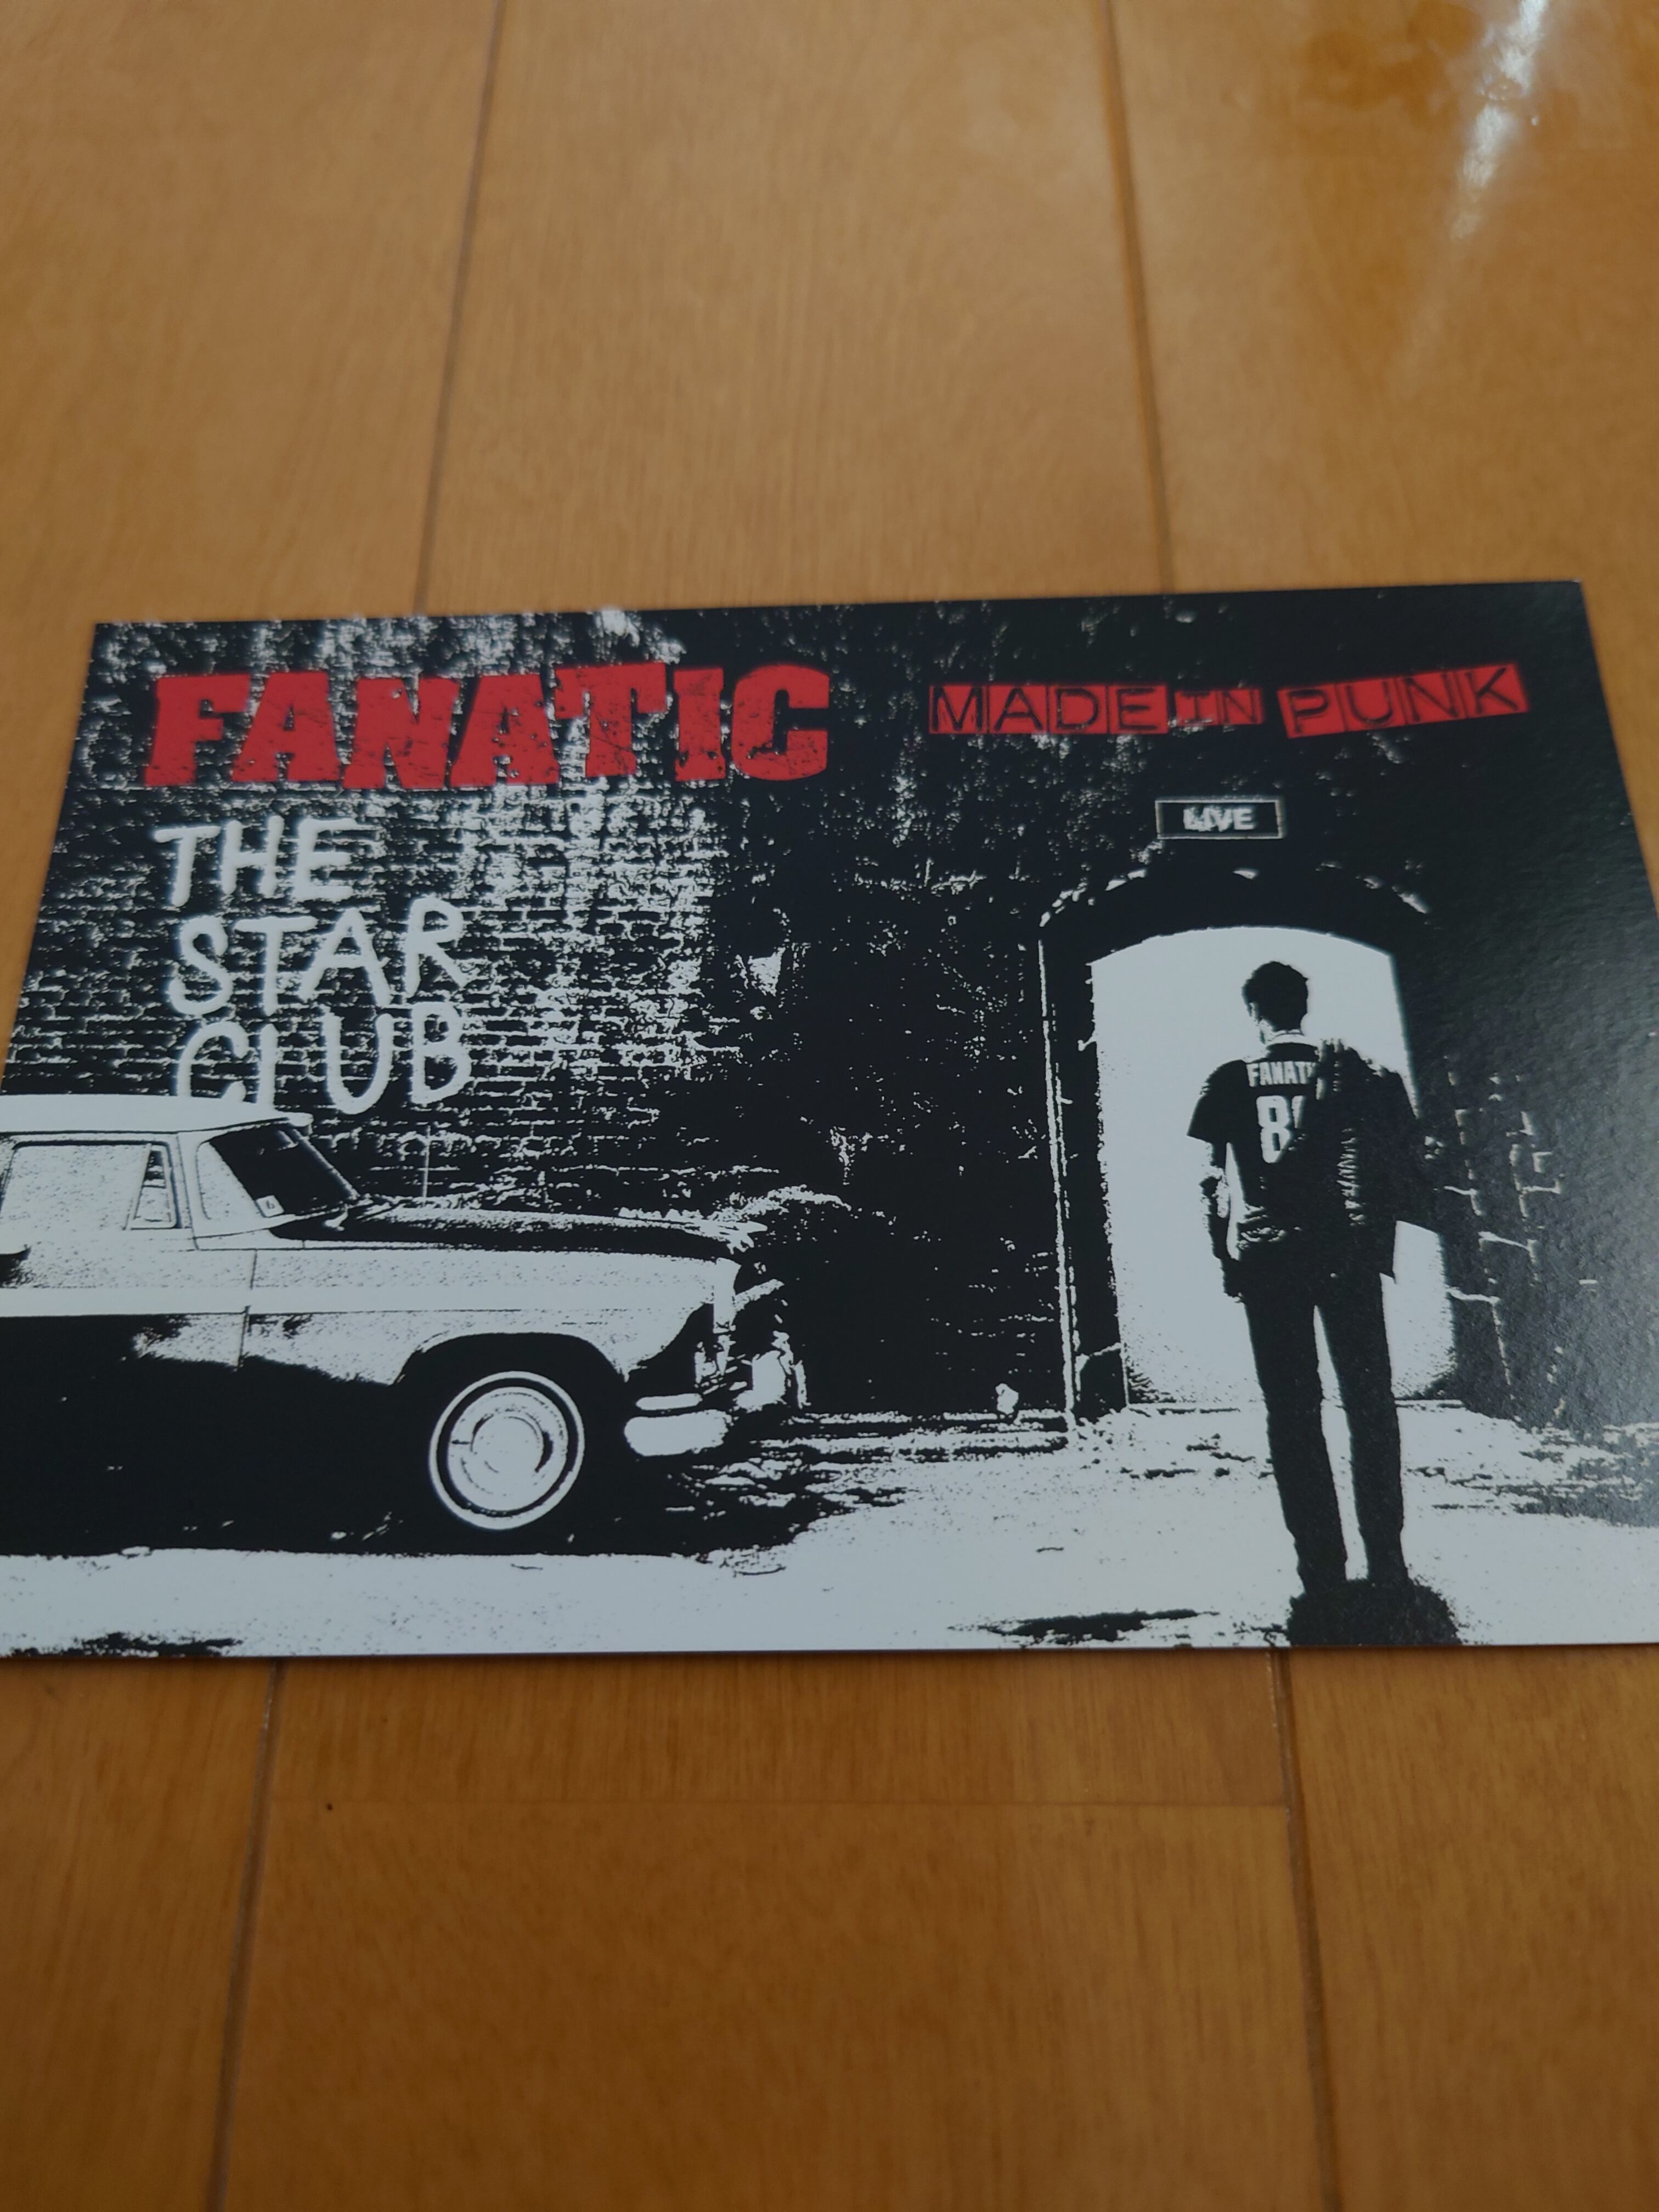 FANATIC
MADE IN PUNK
THE
STAR
CLUB
LIVE